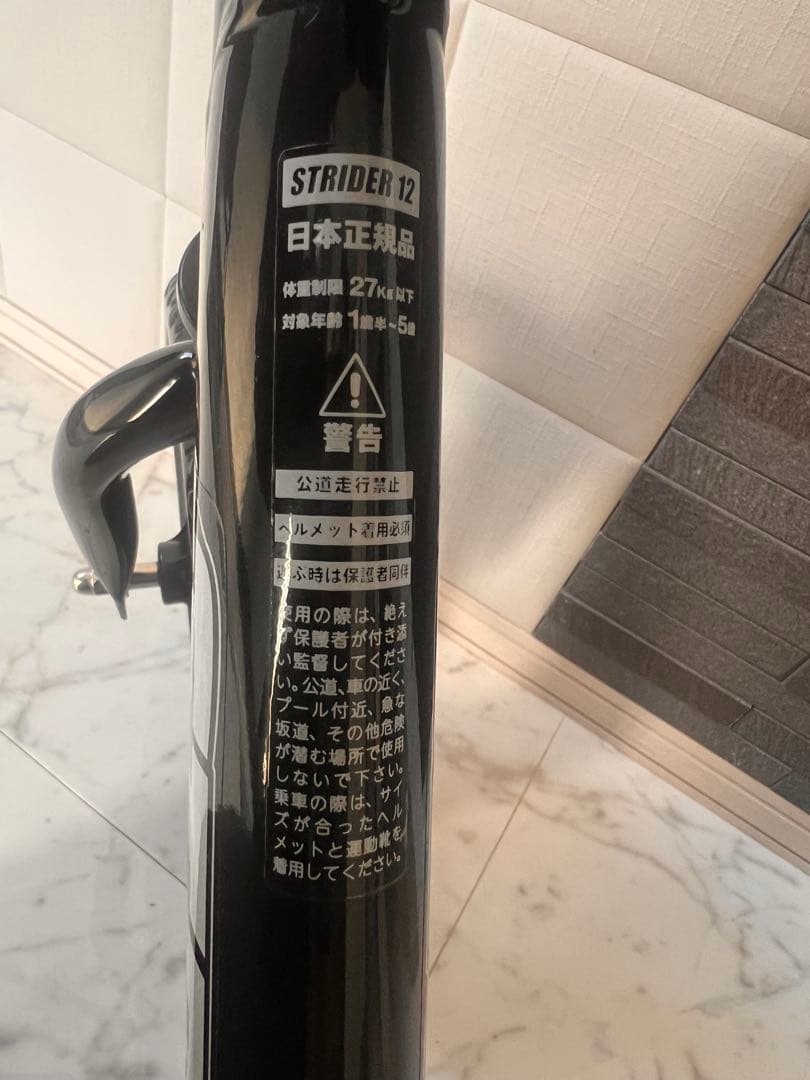 STRIDER 12
日本正規品
体重制限 27Kg以下
対象年齢 1歳半~5歳
!
警告
公道走行禁止
ヘルメット着用必須
遊ぶ時は保護者同伴
使用の際は、絶え
ず保護者が付き添
い監督してくださ
い。公道、車の近く、
プール付近、急な
坂道、その他危険
が潜む場所で使用
しないで下さい。
乗車の際は、サイ
ズが合ったヘル
メットと運動靴を
着用してください。